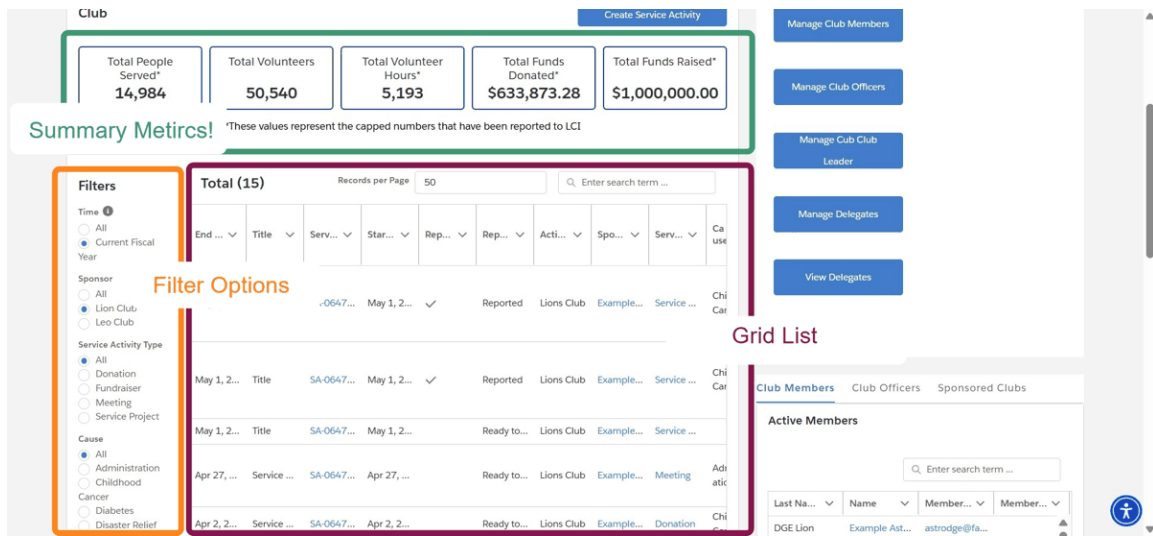 Club
Create Service Activity
Total People
Served*
14,984
Total Volunteers
50,540
Total Volunteer
Hours*
5,193
Total Funds
Donated*
$633,873.28
Total Funds Raised*
$1,000,000.00
*These values represent the capped numbers that have been reported to LCI
Summary Metircs!
Filters
Time
All
Current Fiscal
Year
Sponsor
All
Lion Club
Leo Club
Service Activity Type
All
Donation
Fundraiser
Meeting
Service Project
Cause
All
Administration
Childhood
Cancer
Diabetes
Disaster Relief
Filter Options
Total (15)
Records per Page
50
Enter search term ...
End ... Title Serv... Star... Rep... Rep... Acti... Spo... Serv... Ca
use
-0647... May 1, 2... Reported Lions Club Example... Service ... Chi
Car
May 1, 2... Title SA-0647... May 1, 2... Reported Lions Club Example... Service ... Chi
Car
May 1, 2... Title SA-0647... May 1, 2... Ready to... Lions Club Example... Service ...
Apr 27, ... Service ... SA-0647... Apr 27, ... Ready to... Lions Club Example... Meeting Adr
atic
Apr 2, 2... Service ... SA-0647... Apr 2, 2... Ready to... Lions Club Example... Donation Chi
Grid List
Manage Club Members
Manage Club Officers
Manage Cub Club
Leader
Manage Delegates
View Delegates
Club Members Club Officers Sponsored Clubs
Active Members
Enter search term ...
Last Na... Name Member... Member...
DGE Lion Example Ast... astrodge@fa...